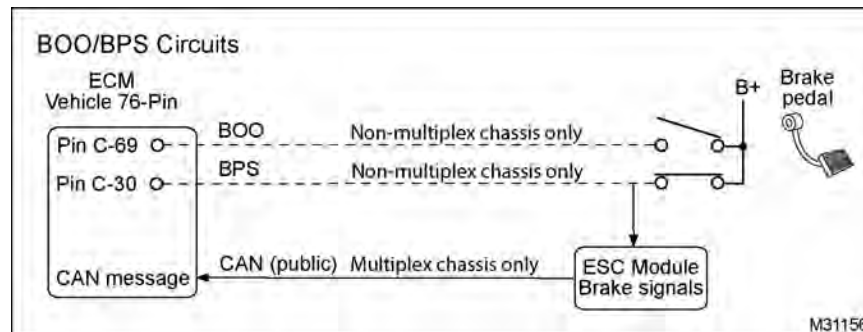 BOO/BPS Circuits
ECM
Vehicle 76-Pin
B+
Brake
pedal
Pin C-69
BOO
Non-multiplex chassis only
Pin C-30
BPS
Non-multiplex chassis only
CAN message
CAN (public)
Multiplex chassis only
ESC Module
Brake signals
M31156